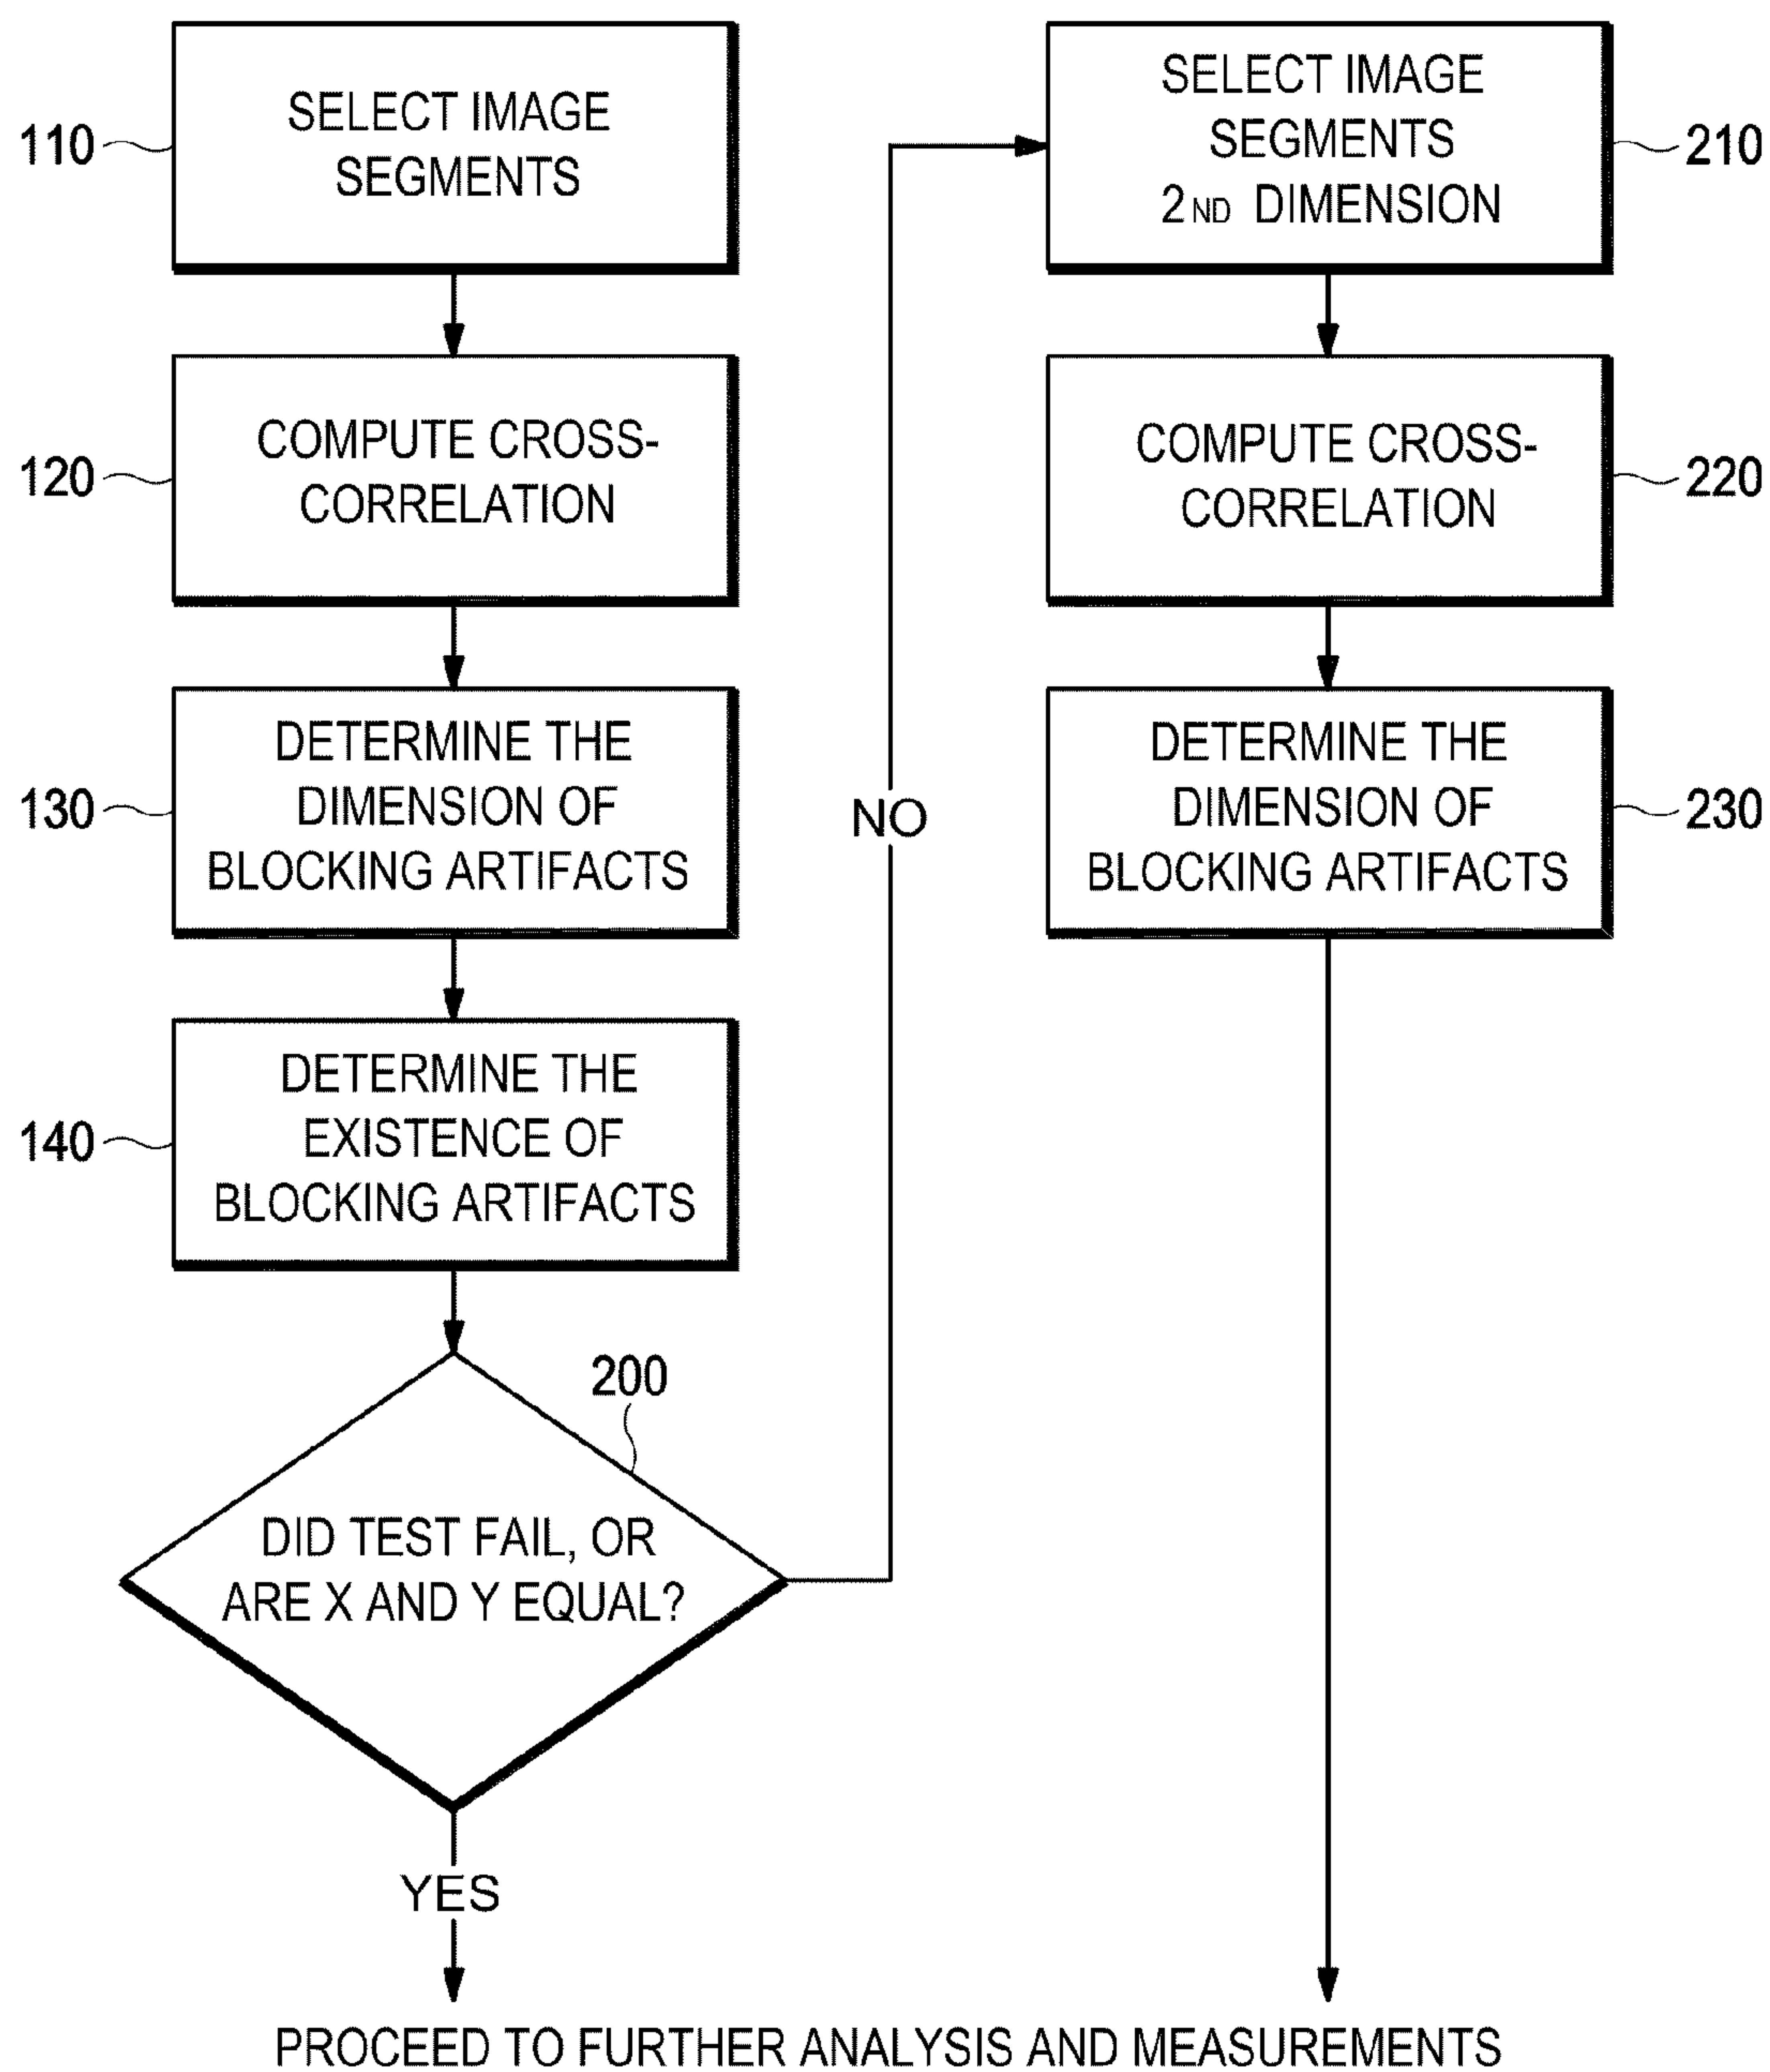 110
SELECT IMAGE
SEGMENTS
120
COMPUTE CROSS-
CORRELATION
130
DETERMINE THE
DIMENSION OF
BLOCKING ARTIFACTS
140
DETERMINE THE
EXISTENCE OF
BLOCKING ARTIFACTS
200
DID TEST FAIL, OR
ARE X AND Y EQUAL?
YES
NO
SELECT IMAGE
SEGMENTS
2ND DIMENSION
210
COMPUTE CROSS-
CORRELATION
220
DETERMINE THE
DIMENSION OF
BLOCKING ARTIFACTS
230
PROCEED TO FURTHER ANALYSIS AND MEASUREMENTS